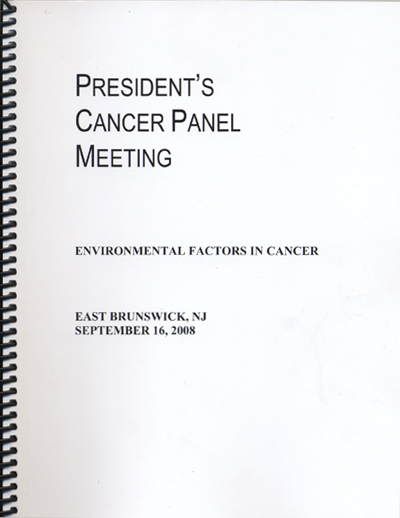 PRESIDENT'S
CANCER PANEL
MEETING
ENVIRONMENTAL FACTORS IN CANCER
EAST BRUNSWICK, NJ
SEPTEMBER 16, 2008